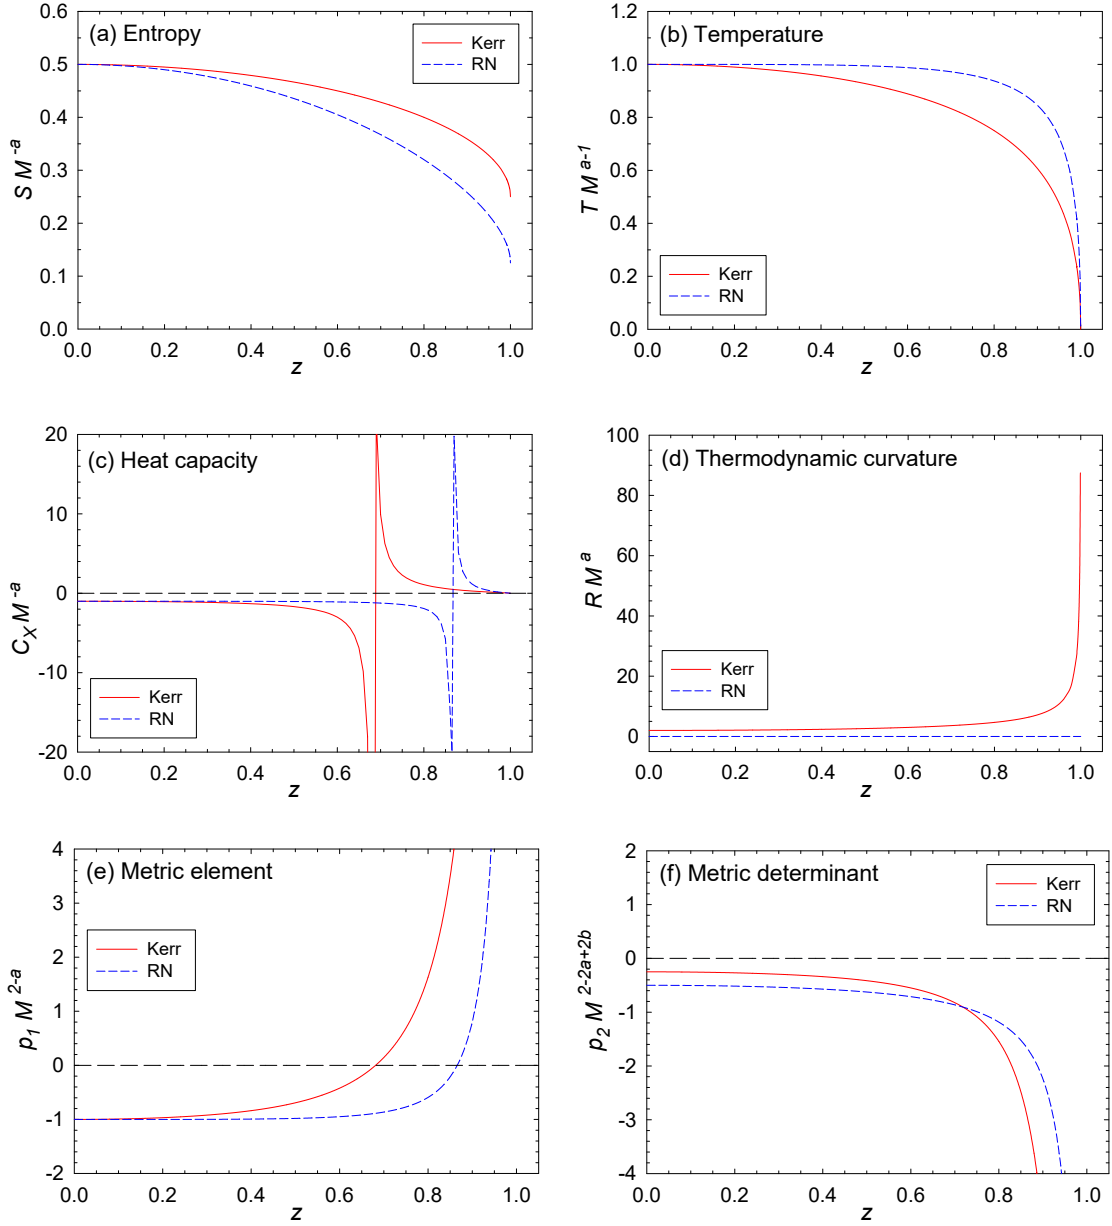 (a) Entropy
Kerr
RN
S M^-a
0.6
0.5
0.4
0.3
0.2
0.1
0.0
0.0 0.2 0.4 0.6 0.8 1.0
z
(b) Temperature
Kerr
RN
T M^a-1
1.2
1.0
0.8
0.6
0.4
0.2
0.0
0.0 0.2 0.4 0.6 0.8 1.0
z
(c) Heat capacity
Kerr
RN
C_X M^-a
20
10
0
-10
-20
0.0 0.2 0.4 0.6 0.8 1.0
z
(d) Thermodynamic curvature
Kerr
RN
R M^a
100
80
60
40
20
0
0.0 0.2 0.4 0.6 0.8 1.0
z
(e) Metric element
Kerr
RN
p_1 M^2-a
4
3
2
1
0
-1
-2
0.0 0.2 0.4 0.6 0.8 1.0
z
(f) Metric determinant
Kerr
RN
p_2 M^2-2a+2b
2
1
0
-1
-2
-3
-4
0.0 0.2 0.4 0.6 0.8 1.0
z